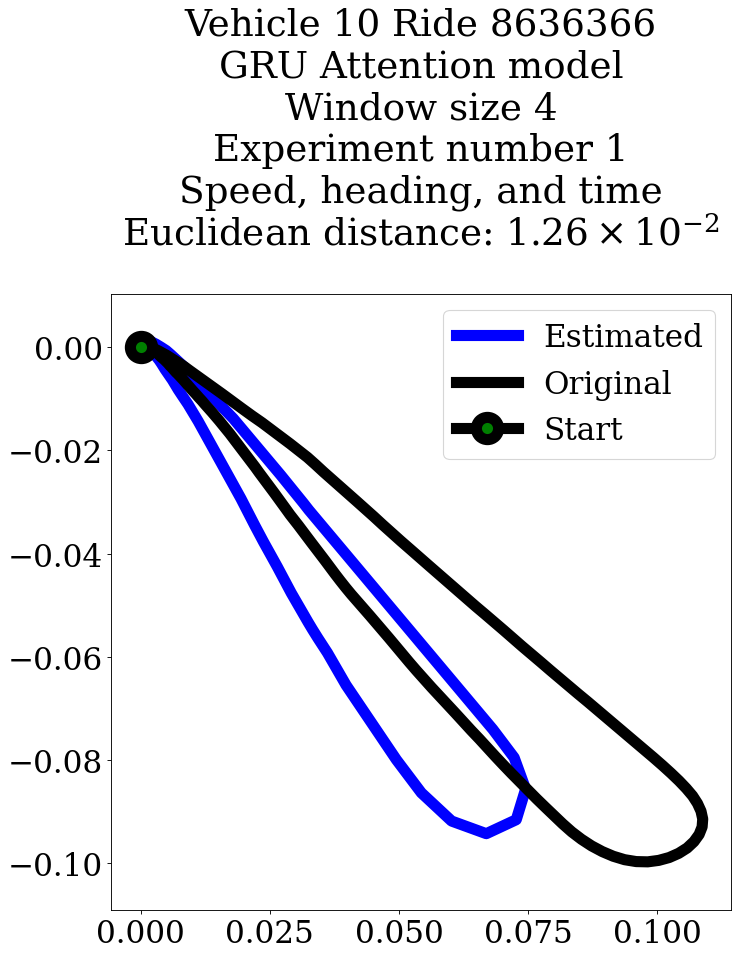 Vehicle 10 Ride 8636366
GRU Attention model
Window size 4
Experiment number 1
Speed, heading, and time
Euclidean distance: 1.26 × 10⁻²
Estimated
Original
Start
0.00
−0.02
−0.04
−0.06
−0.08
−0.10
0.000 0.025 0.050 0.075 0.100